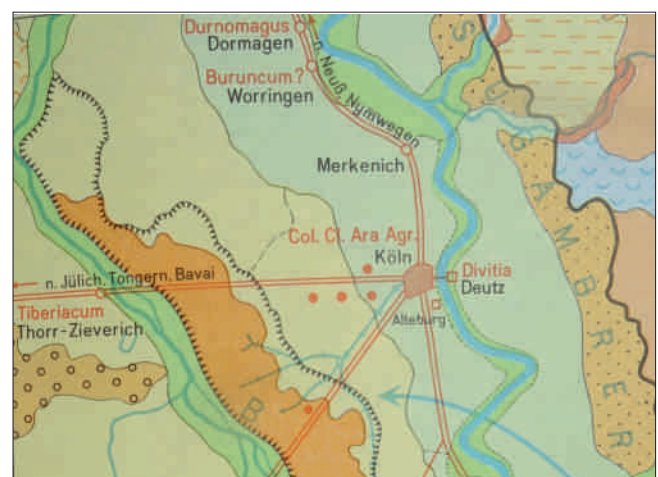 Durnomagus
Dormagen
Buruncum?
Worringen
n. Neuß, Nymwegen
Merkenich
Col. Cl. Ara Agr.
Köln
Divitia
Deutz
Alteburg
n. Jülich, Tongern, Bavai
Tiberiacum
Thorr-Zieverich
UBI
SUGAMBRER